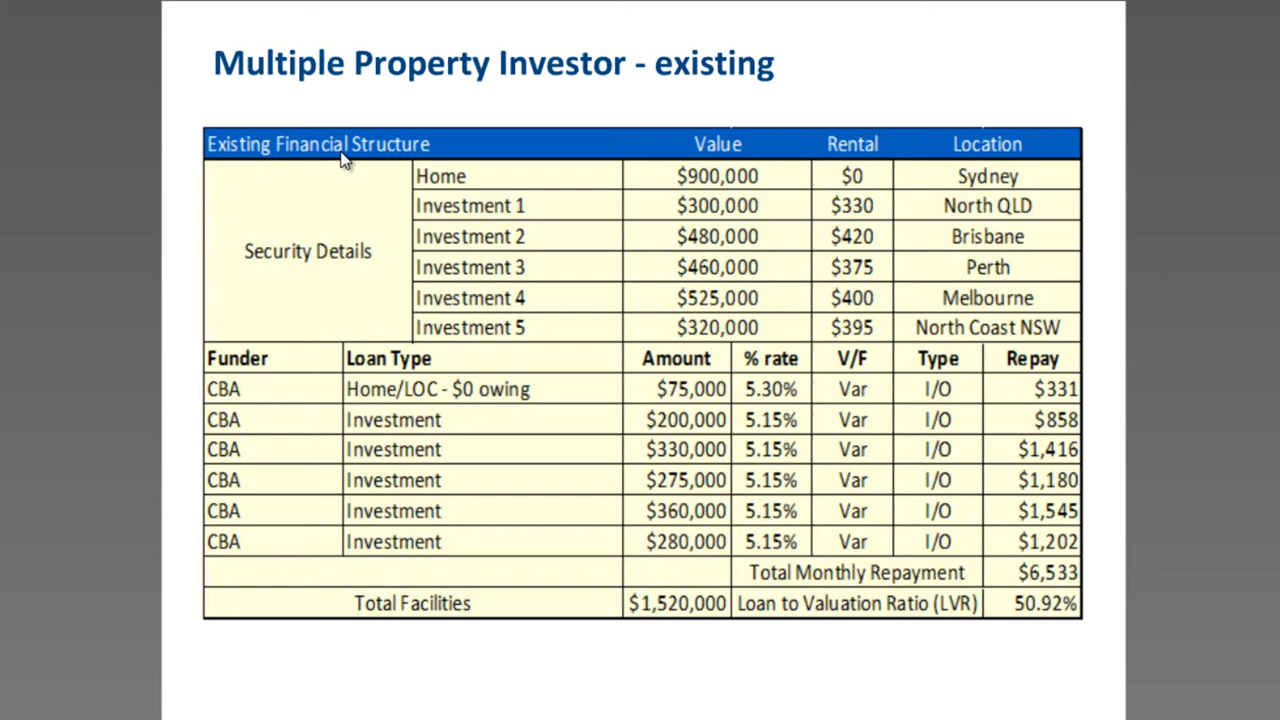 Multiple Property Investor - existing
Existing Financial Structure Value Rental Location
Security Details
Home $900,000 $0 Sydney
Investment 1 $300,000 $330 North QLD
Investment 2 $480,000 $420 Brisbane
Investment 3 $460,000 $375 Perth
Investment 4 $525,000 $400 Melbourne
Investment 5 $320,000 $395 North Coast NSW
Funder Loan Type Amount % rate V/F Type Repay
CBA Home/LOC - $0 owing $75,000 5.30% Var I/O $331
CBA Investment $200,000 5.15% Var I/O $858
CBA Investment $330,000 5.15% Var I/O $1,416
CBA Investment $275,000 5.15% Var I/O $1,180
CBA Investment $360,000 5.15% Var I/O $1,545
CBA Investment $280,000 5.15% Var I/O $1,202
Total Monthly Repayment $6,533
Total Facilities $1,520,000 Loan to Valuation Ratio (LVR) 50.92%